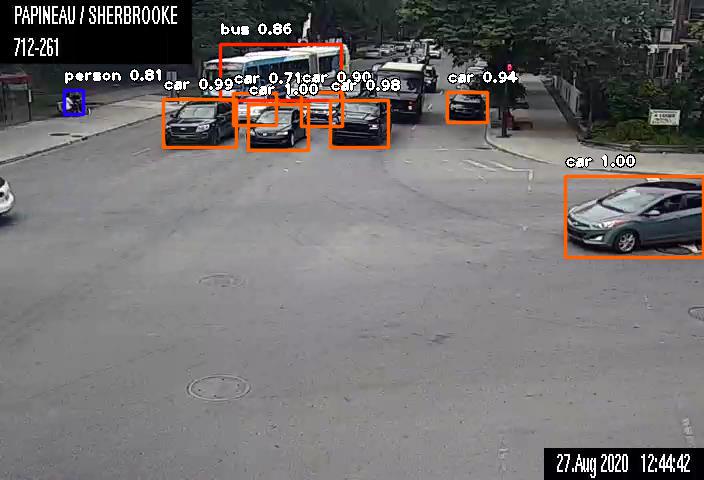 PAPINEAU / SHERBROOKE
712-261
bus 0.86
person 0.81
car 0.99
car 0.71
car 0.90
car 1.00
car 0.98
car 0.94
car 1.00
27.Aug 2020 12:44:42